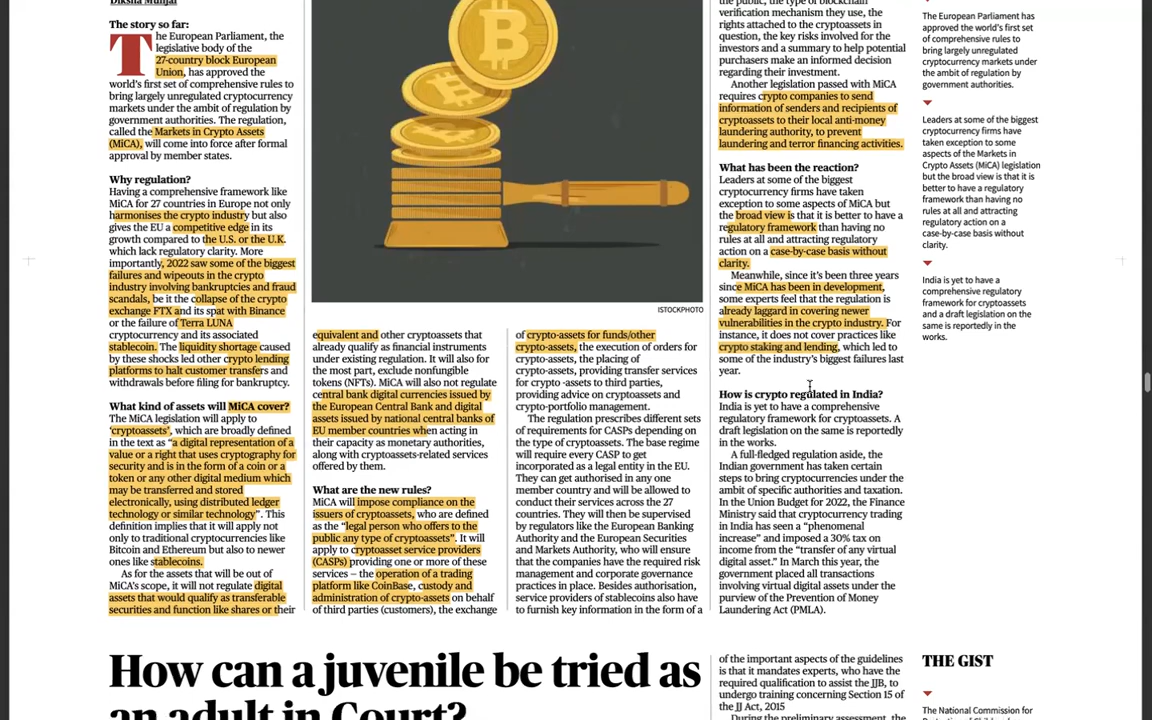 Diksha Munjal
The story so far:
The European Parliament, the
legislative body of the
27-country block European
Union, has approved the
world's first set of comprehensive rules to
bring largely unregulated cryptocurrency
markets under the ambit of regulation by
government authorities. The regulation,
called the Markets in Crypto Assets
(MiCA), will come into force after formal
approval by member states.
Why regulation?
Having a comprehensive framework like
MiCA for 27 countries in Europe not only
harmonises the crypto industry but also
gives the EU a competitive edge in its
growth compared to the U.S. or the U.K.
which lack regulatory clarity. More
importantly, 2022 saw some of the biggest
failures and wipeouts in the crypto
industry involving bankruptcies and fraud
scandals, be it the collapse of the crypto
exchange FTX and its spat with Binance
or the failure of Terra LUNA
cryptocurrency and its associated
stablecoin. The liquidity shortage caused
by these shocks led other crypto lending
platforms to halt customer transfers and
withdrawals before filing for bankruptcy.
What kind of assets will MiCA cover?
The MiCA legislation will apply to
'cryptoassets', which are broadly defined
in the text as "a digital representation of a
value or a right that uses cryptography for
security and is in the form of a coin or a
token or any other digital medium which
may be transferred and stored
electronically, using distributed ledger
technology or similar technology". This
definition implies that it will apply not
only to traditional cryptocurrencies like
Bitcoin and Ethereum but also to newer
ones like stablecoins.
As for the assets that will be out of
MiCA's scope, it will not regulate digital
assets that would qualify as transferable
securities and function like shares or their
ISTOCKPHOTO
equivalent and other cryptoassets that
already qualify as financial instruments
under existing regulation. It will also for
the most part, exclude nonfungible
tokens (NFTs). MiCA will also not regulate
central bank digital currencies issued by
the European Central Bank and digital
assets issued by national central banks of
EU member countries when acting in
their capacity as monetary authorities,
along with cryptoassets-related services
offered by them.
What are the new rules?
MiCA will impose compliance on the
issuers of cryptoassets, who are defined
as the "legal person who offers to the
public any type of cryptoassets". It will
apply to cryptoasset service providers
(CASPs) providing one or more of these
services – the operation of a trading
platform like CoinBase, custody and
administration of crypto-assets on behalf
of third parties (customers), the exchange
of crypto-assets for funds/other
crypto-assets, the execution of orders for
crypto-assets, the placing of
crypto-assets, providing transfer services
for crypto -assets to third parties,
providing advice on cryptoassets and
crypto-portfolio management.
The regulation prescribes different sets
of requirements for CASPs depending on
the type of cryptoassets. The base regime
will require every CASP to get
incorporated as a legal entity in the EU.
They can get authorised in any one
member country and will be allowed to
conduct their services across the 27
countries. They will then be supervised
by regulators like the European Banking
Authority and the European Securities
and Markets Authority, who will ensure
that the companies have the required risk
management and corporate governance
practices in place. Besides authorisation,
service providers of stablecoins also have
to furnish key information in the form of a
the public, the type of blockchain
verification mechanism they use, the
rights attached to the cryptoassets in
question, the key risks involved for the
investors and a summary to help potential
purchasers make an informed decision
regarding their investment.
Another legislation passed with MiCA
requires crypto companies to send
information of senders and recipients of
cryptoassets to their local anti-money
laundering authority, to prevent
laundering and terror financing activities.
What has been the reaction?
Leaders at some of the biggest
cryptocurrency firms have taken
exception to some aspects of MiCA but
the broad view is that it is better to have a
regulatory framework than having no
rules at all and attracting regulatory
action on a case-by-case basis without
clarity.
Meanwhile, since it's been three years
since MiCA has been in development,
some experts feel that the regulation is
already laggard in covering newer
vulnerabilities in the crypto industry. For
instance, it does not cover practices like
crypto staking and lending, which led to
some of the industry's biggest failures last
year.
How is crypto regulated in India?
India is yet to have a comprehensive
regulatory framework for cryptoassets. A
draft legislation on the same is reportedly
in the works.
A full-fledged regulation aside, the
Indian government has taken certain
steps to bring cryptocurrencies under the
ambit of specific authorities and taxation.
In the Union Budget for 2022, the Finance
Ministry said that cryptocurrency trading
in India has seen a "phenomenal
increase" and imposed a 30% tax on
income from the "transfer of any virtual
digital asset." In March this year, the
government placed all transactions
involving virtual digital assets under the
purview of the Prevention of Money
Laundering Act (PMLA).
The European Parliament has
approved the world's first set
of comprehensive rules to
bring largely unregulated
cryptocurrency markets under
the ambit of regulation by
government authorities.
Leaders at some of the biggest
cryptocurrency firms have
taken exception to some
aspects of the Markets in
Crypto Assets (MiCA) legislation
but the broad view is that it is
better to have a regulatory
framework than having no
rules at all and attracting
regulatory action on a
case-by-case basis without
clarity.
India is yet to have a
comprehensive regulatory
framework for cryptoassets
and a draft legislation on the
same is reportedly in the
works.
How can a juvenile be tried as
an adult in Court?
of the important aspects of the guidelines
is that it mandates experts, who have the
required qualification to assist the JJB, to
undergo training concerning Section 15 of
the JJ Act, 2015
During the preliminary assessment, the
THE GIST
The National Commission for